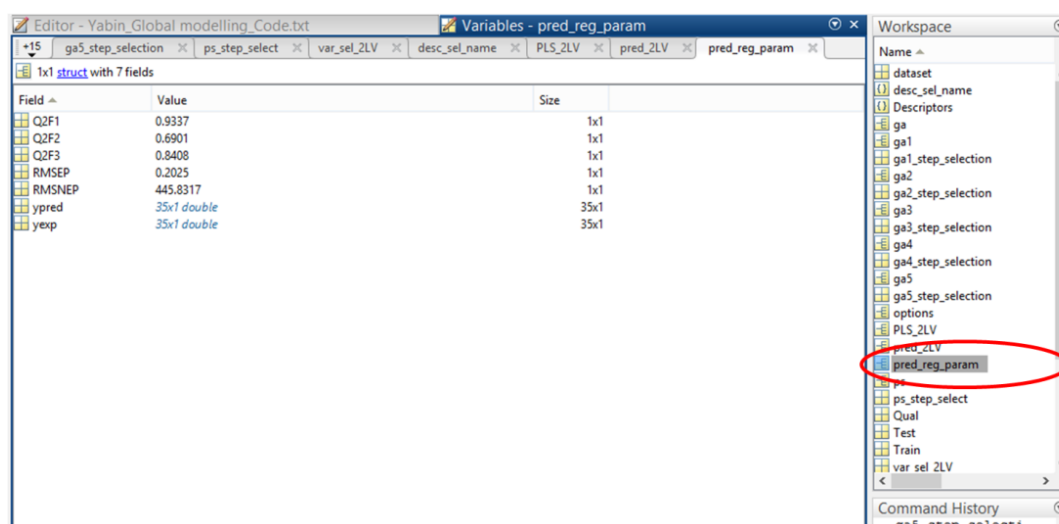 Editor - Yabin_Global modelling_Code.txt
Variables - pred_reg_param
+15 ga5_step_selection ps_step_select var_sel_2LV desc_sel_name PLS_2LV pred_2LV pred_reg_param
1x1 struct with 7 fields
Field Value Size
Q2F1 0.9337 1x1
Q2F2 0.6901 1x1
Q2F3 0.8408 1x1
RMSEP 0.2025 1x1
RMSNEP 445.8317 1x1
ypred 35x1 double 35x1
yexp 35x1 double 35x1
Workspace
Name
dataset
desc_sel_name
Descriptors
ga
ga1
ga1_step_selection
ga2
ga2_step_selection
ga3
ga3_step_selection
ga4
ga4_step_selection
ga5
ga5_step_selection
options
PLS_2LV
pred_2LV
pred_reg_param
ps
ps_step_select
Qual
Test
Train
var_sel_2LV
Command History